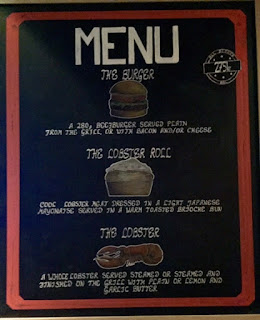 MENU
THE BURGER
A 280, BEEFBURGER SERVED PLAIN
FROM THE GRILL OR WITH BACON AND/OR CHEESE
THE LOBSTER ROLL
LOBSTER MEAT DRESSED IN A LIGHT JAPANESE
MAYONAISE SERVED IN A WARM TOASTED BRIOCHE BUN
THE LOBSTER
A WHOLE LOBSTER SERVED STEAMED OR STEAMED AND
FINISHED ON THE GRILL WITH PLAIN OR LEMON AND
GARLIC BUTTER